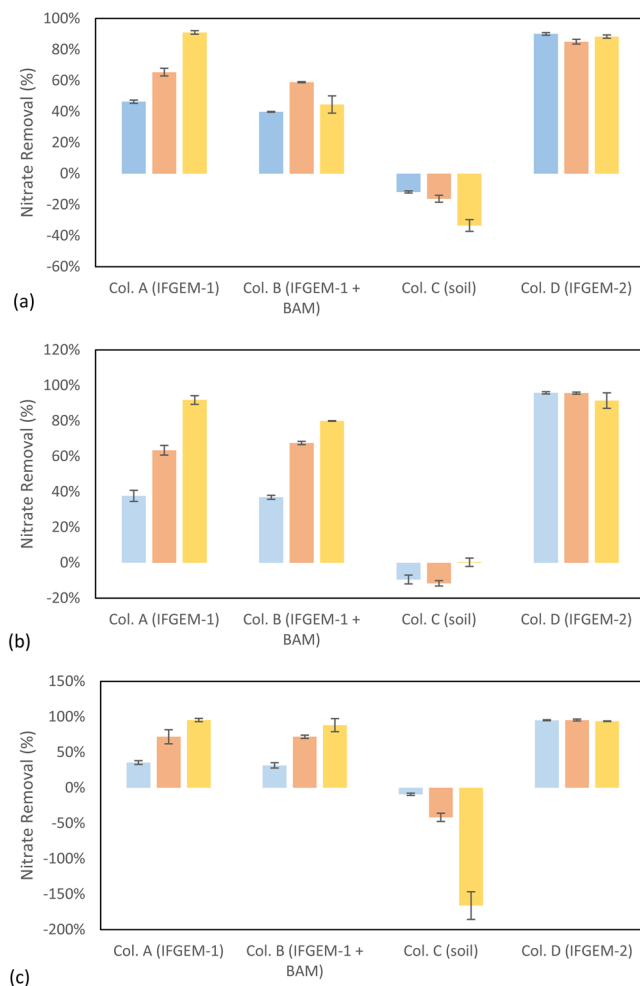 100%
80%
60%
40%
20%
0%
-20%
-40%
-60%
Nitrate Removal (%)
Col. A (IFGEM-1) Col. B (IFGEM-1 + BAM) Col. C (soil) Col. D (IFGEM-2)
(a)
120%
100%
80%
60%
40%
20%
0%
-20%
Nitrate Removal (%)
Col. A (IFGEM-1) Col. B (IFGEM-1 + BAM) Col. C (soil) Col. D (IFGEM-2)
(b)
150%
100%
50%
0%
-50%
-100%
-150%
-200%
Nitrate Removal (%)
Col. A (IFGEM-1) Col. B (IFGEM-1 + BAM) Col. C (soil) Col. D (IFGEM-2)
(c)